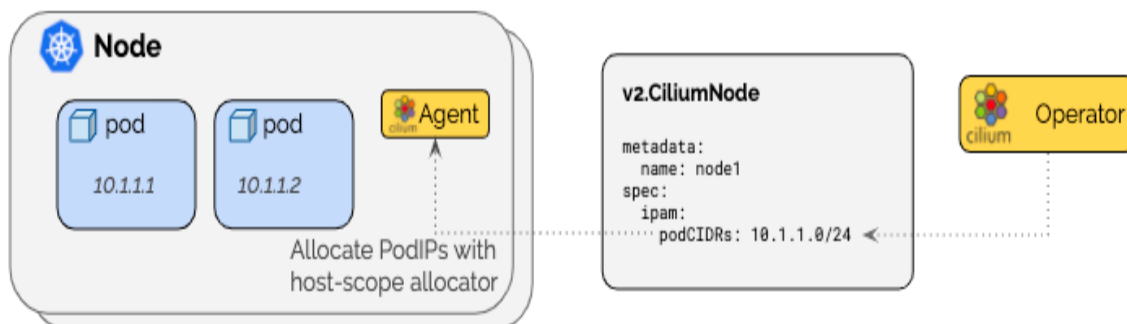 Node
pod
10.1.1.1
pod
10.1.1.2
cilium
Agent
Allocate PodIPs with
host-scope allocator
v2.CiliumNode
metadata:
name: node1
spec:
ipam:
podCIDRs: 10.1.1.0/24
cilium
Operator